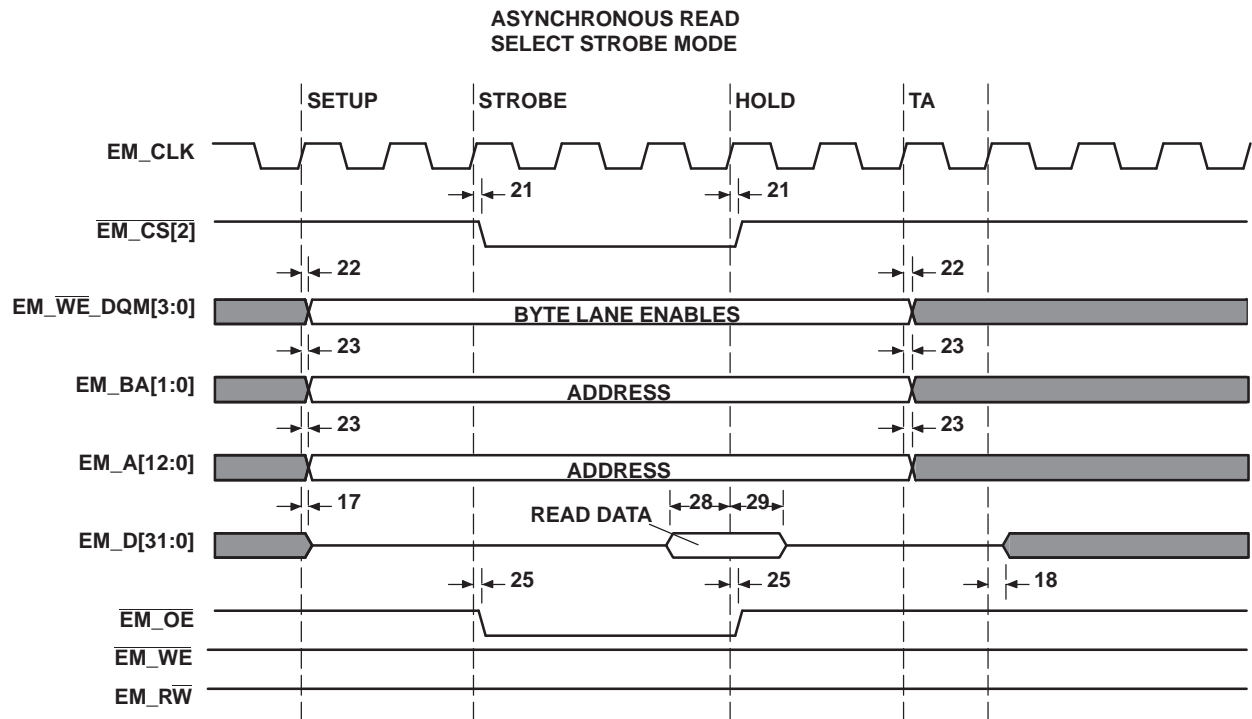 ASYNCHRONOUS READ
SELECT STROBE MODE
SETUP STROBE HOLD TA
EM_CLK
21 21
EM_CS[2]
22 22
EM_WE_DQM[3:0] BYTE LANE ENABLES
23 23
EM_BA[1:0] ADDRESS
23 23
EM_A[12:0] ADDRESS
17 28 29
READ DATA
EM_D[31:0]
25 25 18
EM_OE
EM_WE
EM_RW